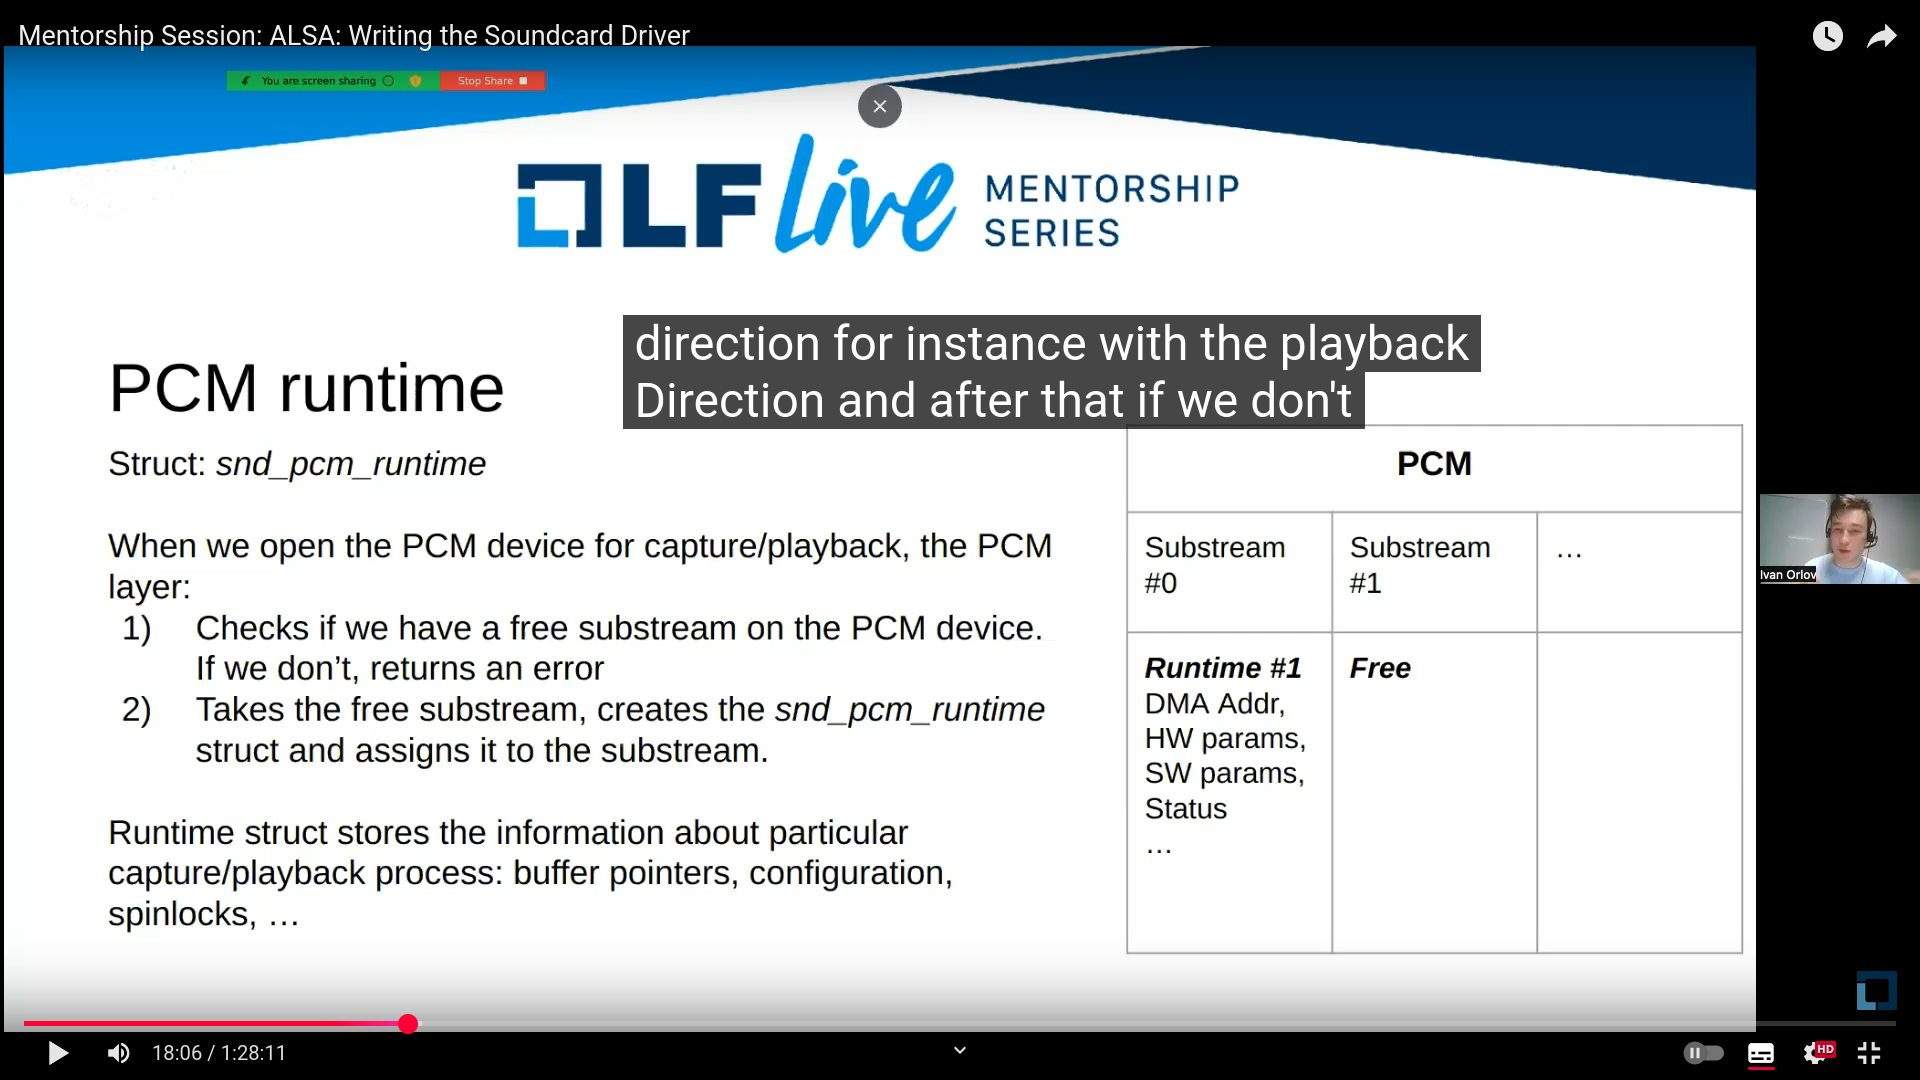 Mentorship Session: ALSA: Writing the Soundcard Driver
You are screen sharing
Stop Share
LF live MENTORSHIP
SERIES
direction for instance with the playback
Direction and after that if we don't
PCM runtime
Struct: snd_pcm_runtime
When we open the PCM device for capture/playback, the PCM
layer:
1) Checks if we have a free substream on the PCM device.
If we don’t, returns an error
2) Takes the free substream, creates the snd_pcm_runtime
struct and assigns it to the substream.
Runtime struct stores the information about particular
capture/playback process: buffer pointers, configuration,
spinlocks, …
PCM
Substream
#0
Substream
#1
…
Runtime #1
DMA Addr,
HW params,
SW params,
Status
…
Free
Ivan Orlov
18:06 / 1:28:11
HD